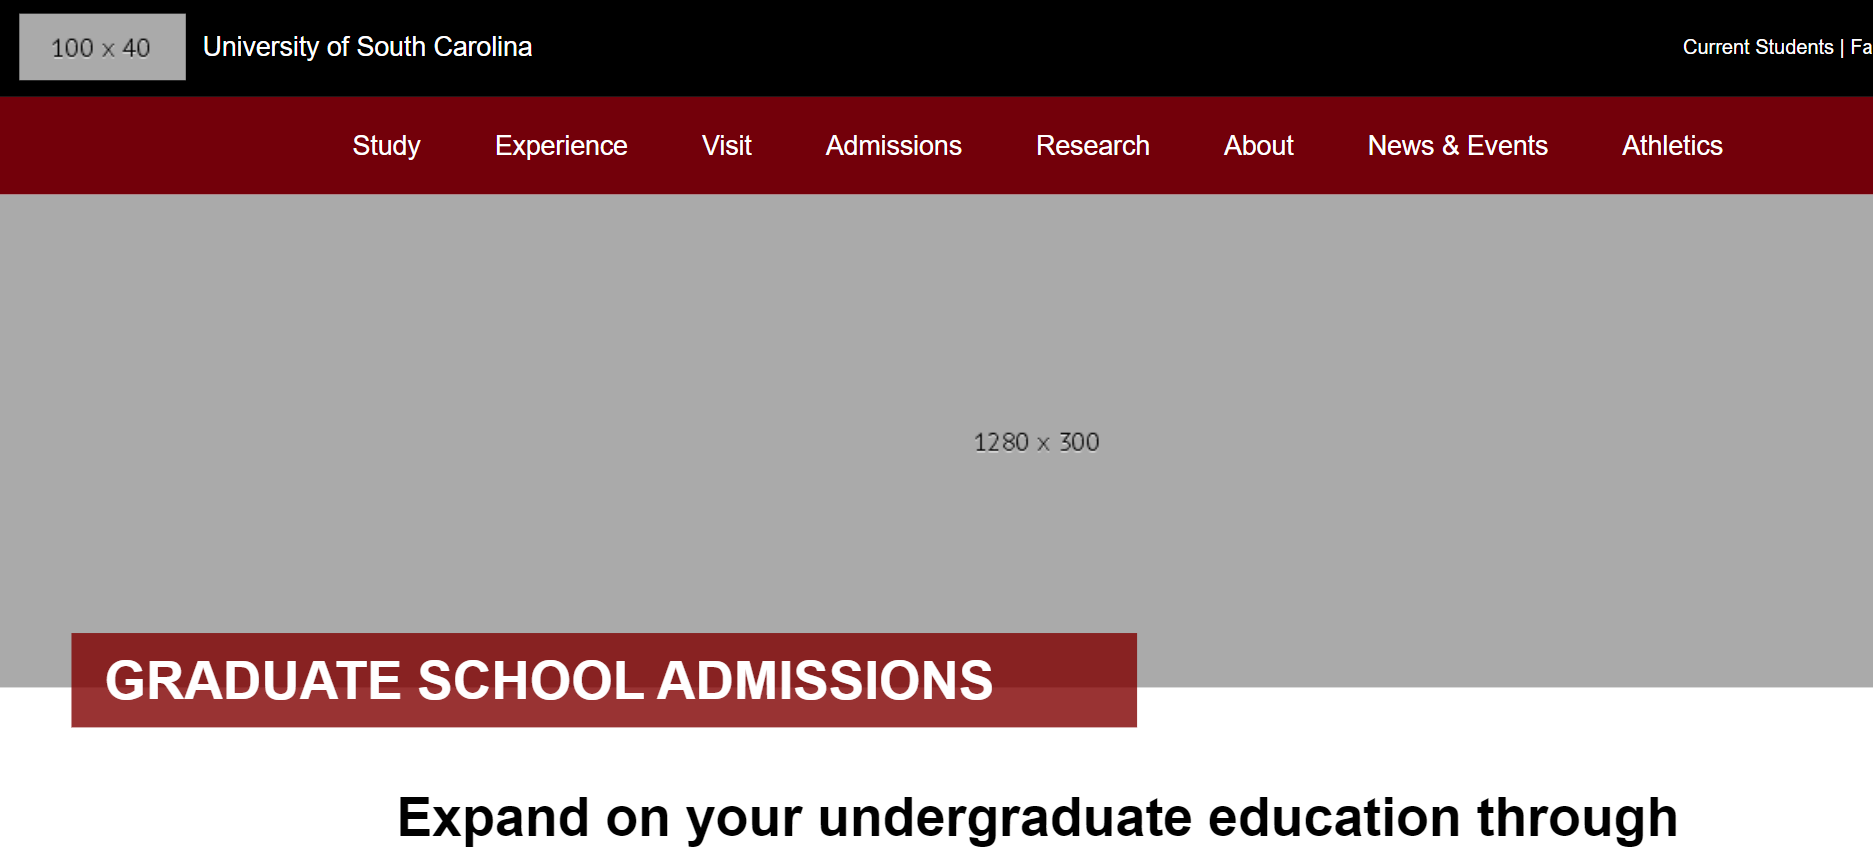 100 x 40
University of South Carolina
Current Students | Fa
Study Experience Visit Admissions Research About News & Events Athletics
1280 x 300
GRADUATE SCHOOL ADMISSIONS
Expand on your undergraduate education through